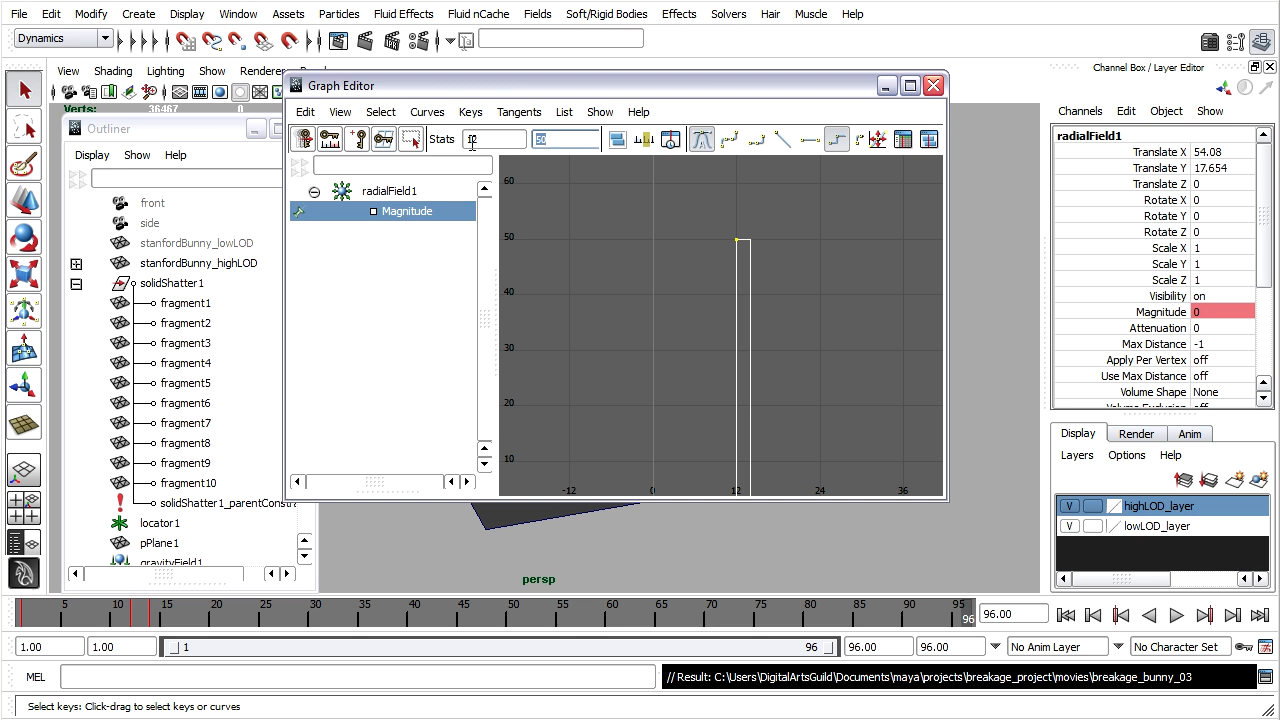 File Edit Modify Create Display Window Assets Particles Fluid Effects Fluid nCache Fields Soft/Rigid Bodies Effects Solvers Hair Muscle Help
Dynamics
View Shading Lighting Show
Channel Box / Layer Editor
Verts: 36467 0
Graph Editor
Channels Edit Object Show
Edit View Select Curves Keys Tangents List Show Help
Outliner
radialField1
Stats 12 50
Display Show Help
Translate X 54.08
Translate Y 17.654
Translate Z 0
Rotate X 0
Rotate Y 0
Rotate Z 0
Scale X 1
Scale Y 1
Scale Z 1
Visibility on
Magnitude 0
Attenuation 0
Max Distance -1
Apply Per Vertex off
Use Max Distance off
Volume Shape None
Volume Exclusion off
radialField1
Magnitude
60
50
40
30
20
10
-12 0 12 24 36
front
side
stanfordBunny_lowLOD
stanfordBunny_highLOD
solidShatter1
fragment1
fragment2
fragment3
fragment4
fragment5
fragment6
fragment7
fragment8
fragment9
fragment10
solidShatter1_parentConstr
locator1
pPlane1
gravityField1
Display Render Anim
Layers Options Help
V highLOD_layer
V lowLOD_layer
persp
5 10 15 20 25 30 35 40 45 50 55 60 65 70 75 80 85 90 95
96
96.00
1.00 1.00 1 96 96.00 96.00 No Anim Layer No Character Set
MEL // Result: C:\Users\DigitalArtsGuild\Documents\maya\projects\breakage_project\movies\breakage_bunny_03
Select keys: Click-drag to select keys or curves